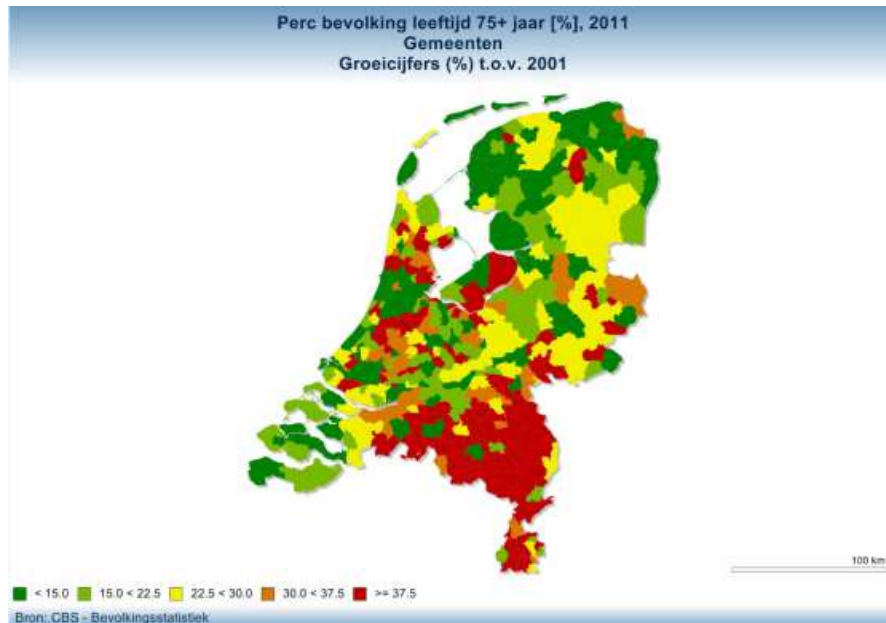 Perc bevolking leeftijd 75+ jaar [%], 2011
Gemeenten
Groeicijfers (%) t.o.v. 2001
100 km
< 15.0 15.0 < 22.5 22.5 < 30.0 30.0 < 37.5 >= 37.5
Bron: CBS - Bevolkingsstatistiek